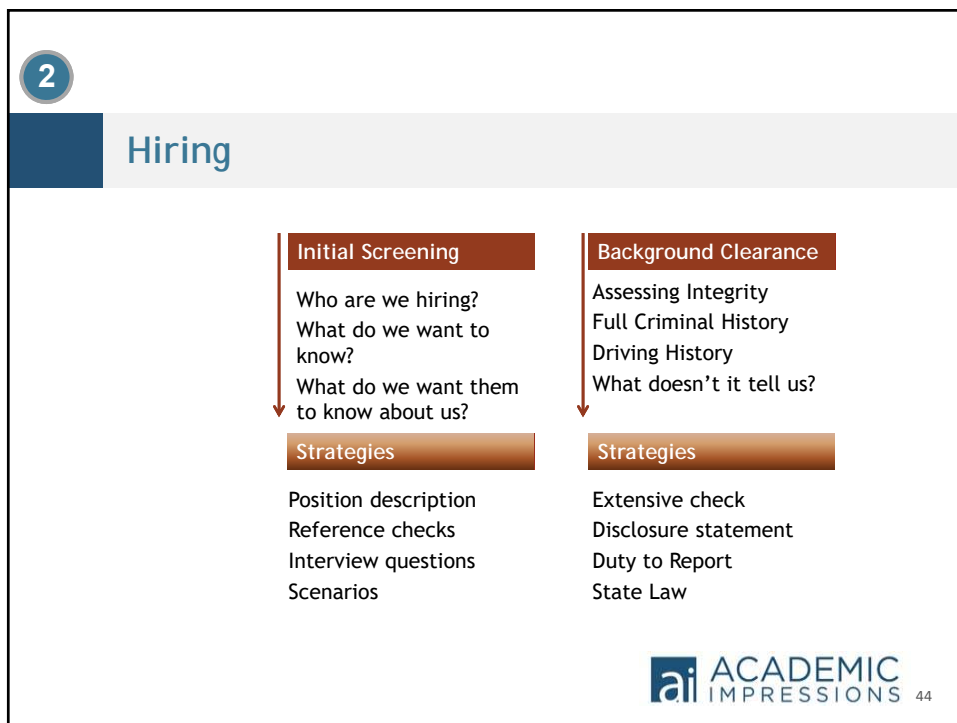 2
Hiring
Initial Screening
Who are we hiring?
What do we want to
know?
What do we want them
to know about us?
Strategies
Position description
Reference checks
Interview questions
Scenarios
Background Clearance
Assessing Integrity
Full Criminal History
Driving History
What doesn’t it tell us?
Strategies
Extensive check
Disclosure statement
Duty to Report
State Law
ai ACADEMIC
IMPRESSIONS
44